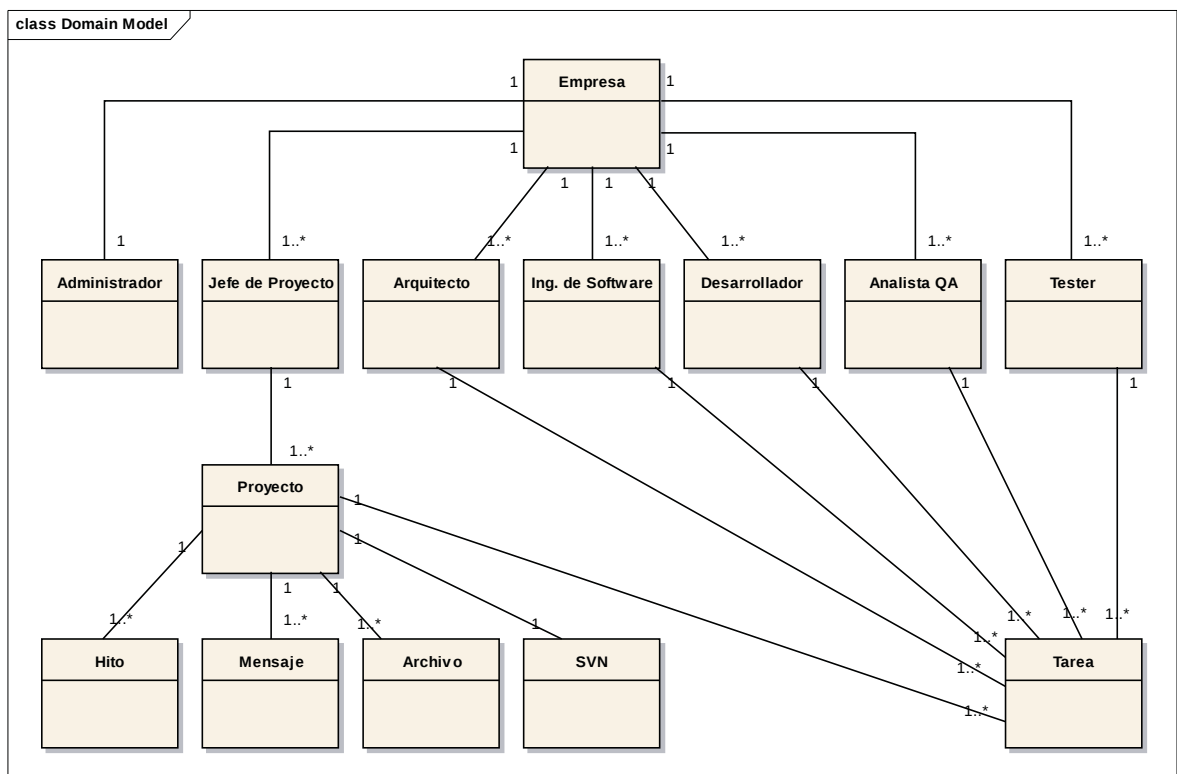 class Domain Model
1
Empresa
1
1
1
1
1
1
1
1..*
1..*
1..*
1..*
1..*
1..*
Administrador
Jefe de Proyecto
Arquitecto
Ing. de Software
Desarrollador
Analista QA
Tester
1
1
1
1
1
1
1..*
Proyecto
1
1
1
1
1
1..*
1..*
1..*
1
1..*
1..*
1..*
1..*
1..*
1..*
Hito
Mensaje
Archivo
SVN
Tarea